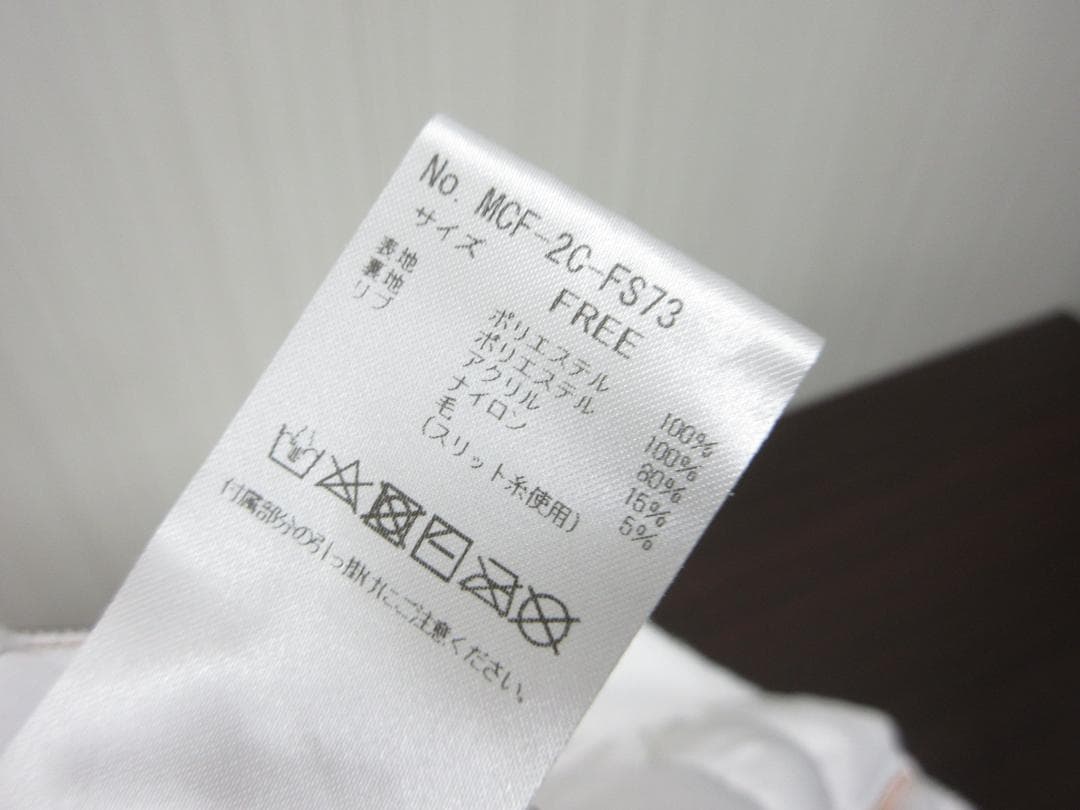 No. MCF-2C-FS73
サイズ FREE
表地 ポリエステル 100%
裏地 ポリエステル 100%
リブ アクリル 80%
ナイロン 15%
毛 5%
(スリット糸使用)
付属部分の引っ掛けにご注意ください。